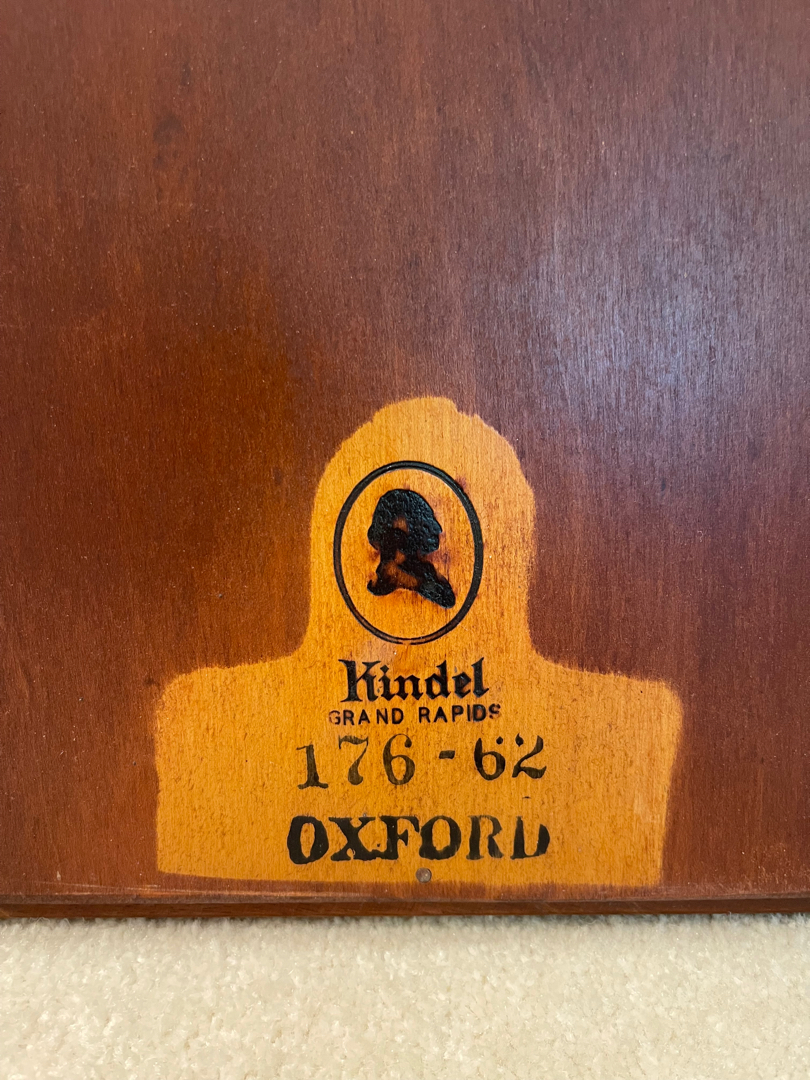 Kindel
GRAND RAPIDS
176-62
OXFORD